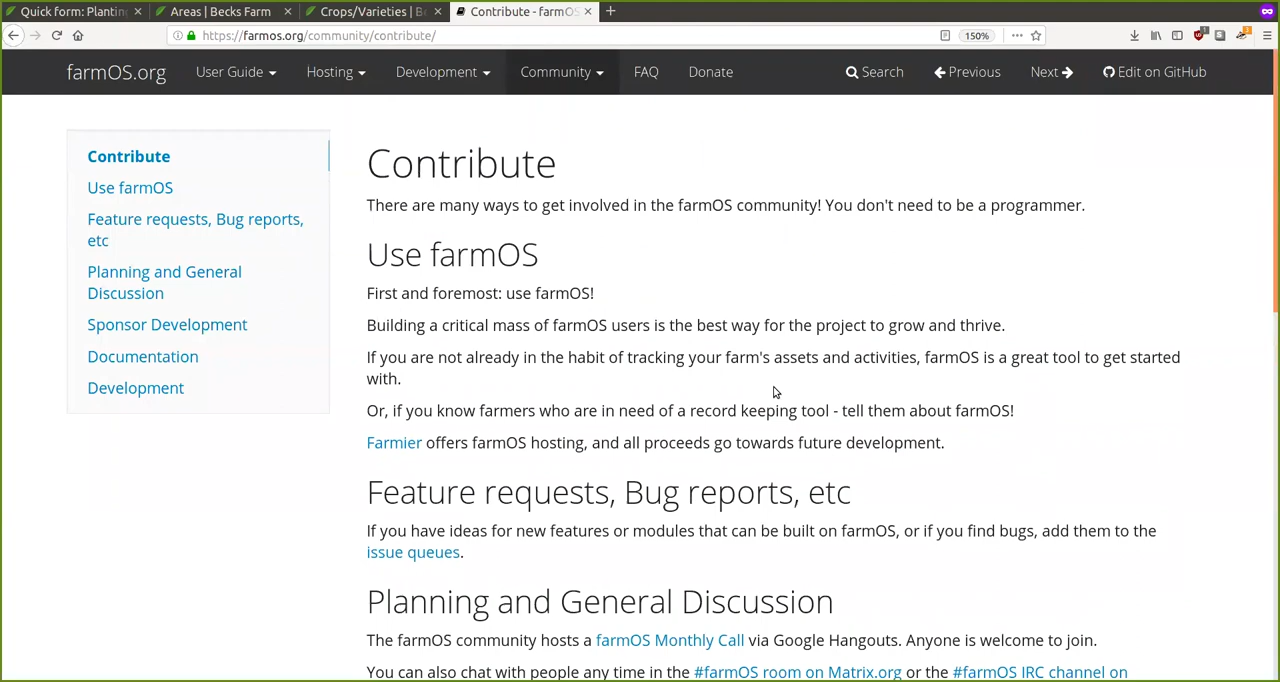 Quick form: Plantin
Areas | Becks Farm
Crops/Varieties | Be
Contribute - farmOS
https://farmos.org/community/contribute/
150%
farmOS.org
User Guide
Hosting
Development
Community
FAQ
Donate
Search
Previous
Next
Edit on GitHub
Contribute
Use farmOS
Feature requests, Bug reports,
etc
Planning and General
Discussion
Sponsor Development
Documentation
Development
Contribute
There are many ways to get involved in the farmOS community! You don't need to be a programmer.
Use farmOS
First and foremost: use farmOS!
Building a critical mass of farmOS users is the best way for the project to grow and thrive.
If you are not already in the habit of tracking your farm's assets and activities, farmOS is a great tool to get started
with.
Or, if you know farmers who are in need of a record keeping tool - tell them about farmOS!
Farmier offers farmOS hosting, and all proceeds go towards future development.
Feature requests, Bug reports, etc
If you have ideas for new features or modules that can be built on farmOS, or if you find bugs, add them to the
issue queues.
Planning and General Discussion
The farmOS community hosts a farmOS Monthly Call via Google Hangouts. Anyone is welcome to join.
You can also chat with people any time in the #farmOS room on Matrix.org or the #farmOS IRC channel on